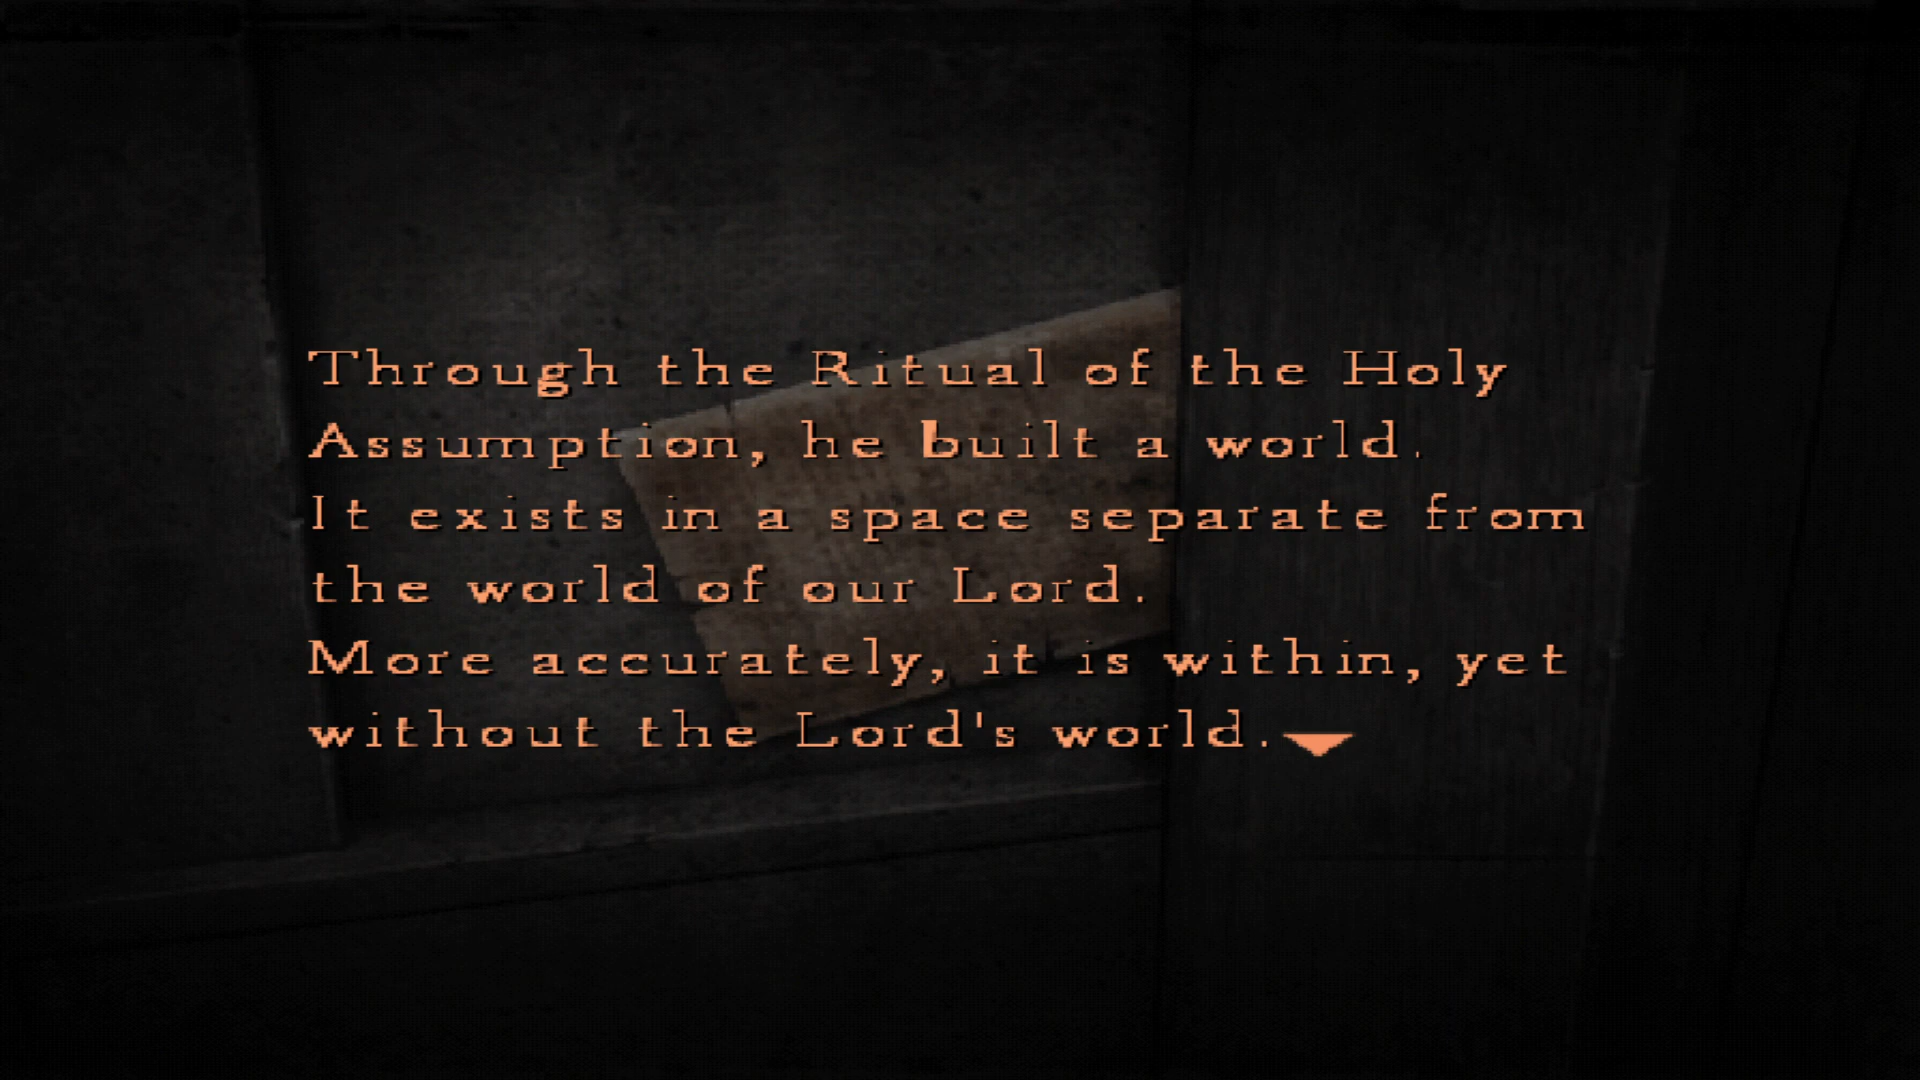 Through the Ritual of the Holy
Assumption, he built a world.
It exists in a space separate from
the world of our Lord.
More accurately, it is within, yet
without the Lord's world.